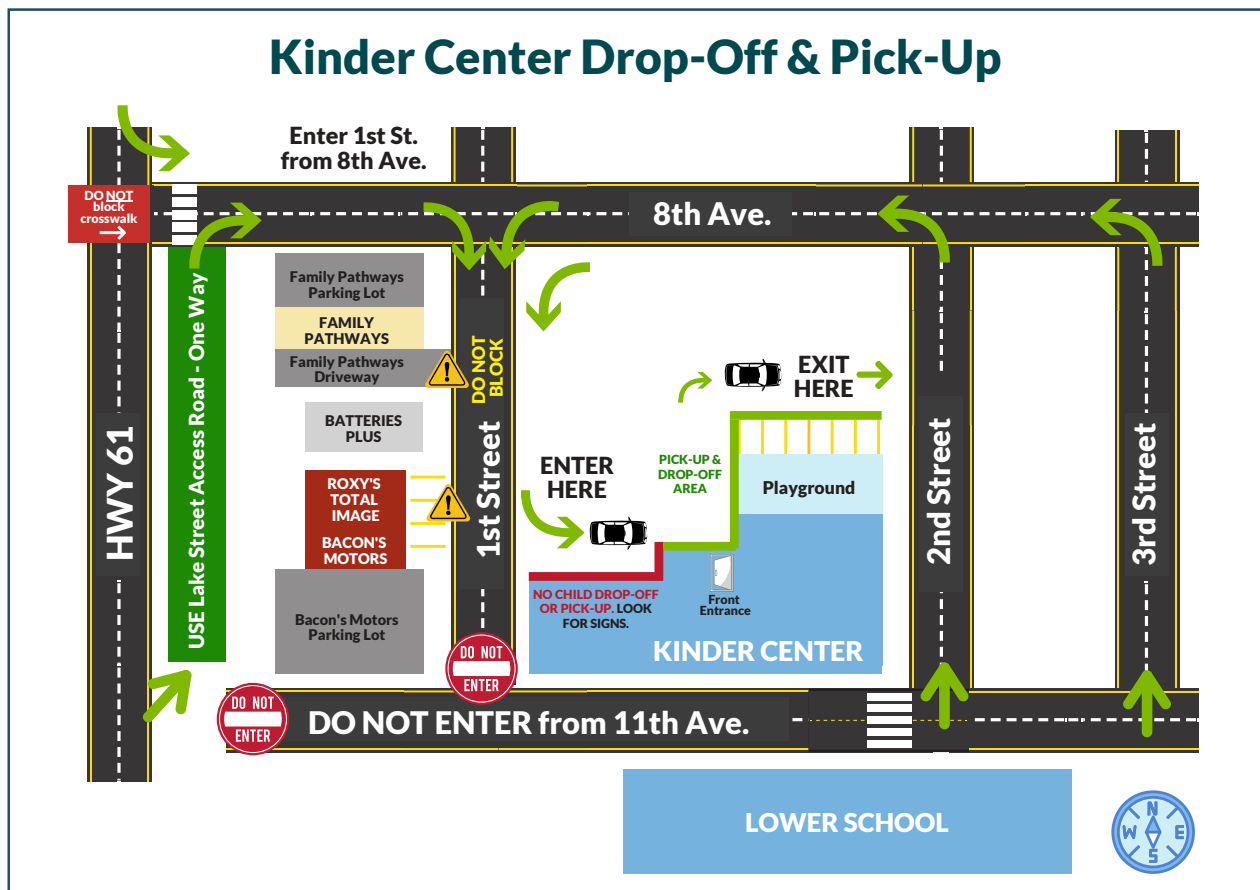 Kinder Center Drop-Off & Pick-Up
Enter 1st St.
from 8th Ave.
DO NOT
block
crosswalk
8th Ave.
Family Pathways
Parking Lot
FAMILY
PATHWAYS
Family Pathways
Driveway
DO NOT
BLOCK
BATTERIES
PLUS
ROXY'S
TOTAL
IMAGE
BACON'S
MOTORS
Bacon's Motors
Parking Lot
HWY 61
USE Lake Street Access Road - One Way
1st Street
ENTER
HERE
EXIT
HERE
PICK-UP &
DROP-OFF
AREA
Playground
NO CHILD DROP-OFF
OR PICK-UP. LOOK
FOR SIGNS.
Front
Entrance
KINDER CENTER
2nd Street
3rd Street
DO NOT
ENTER
DO NOT
ENTER
DO NOT ENTER from 11th Ave.
LOWER SCHOOL
N
W E
S